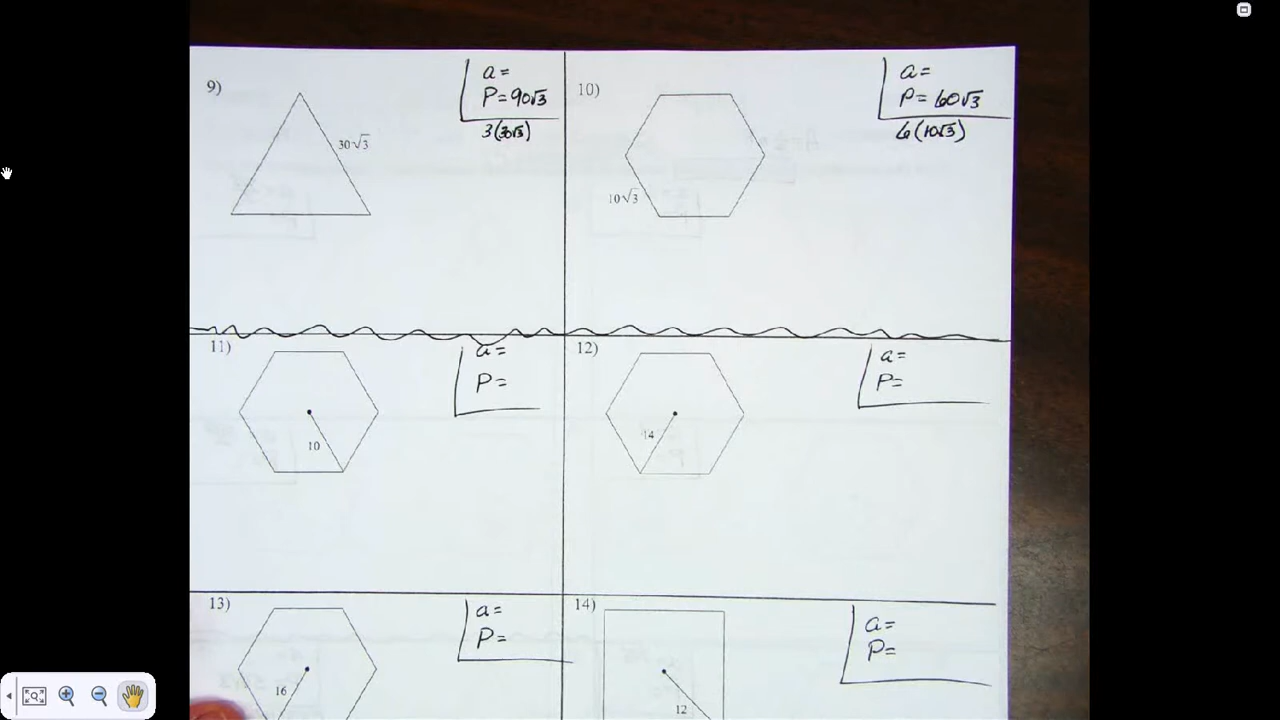 9)
30√3
a=
P=90√3
3(30√3)
10)
10√3
a=
P=60√3
6(10√3)
11)
10
a=
P=
12)
14
a=
P=
13)
16
a=
P=
14)
12
a=
P=